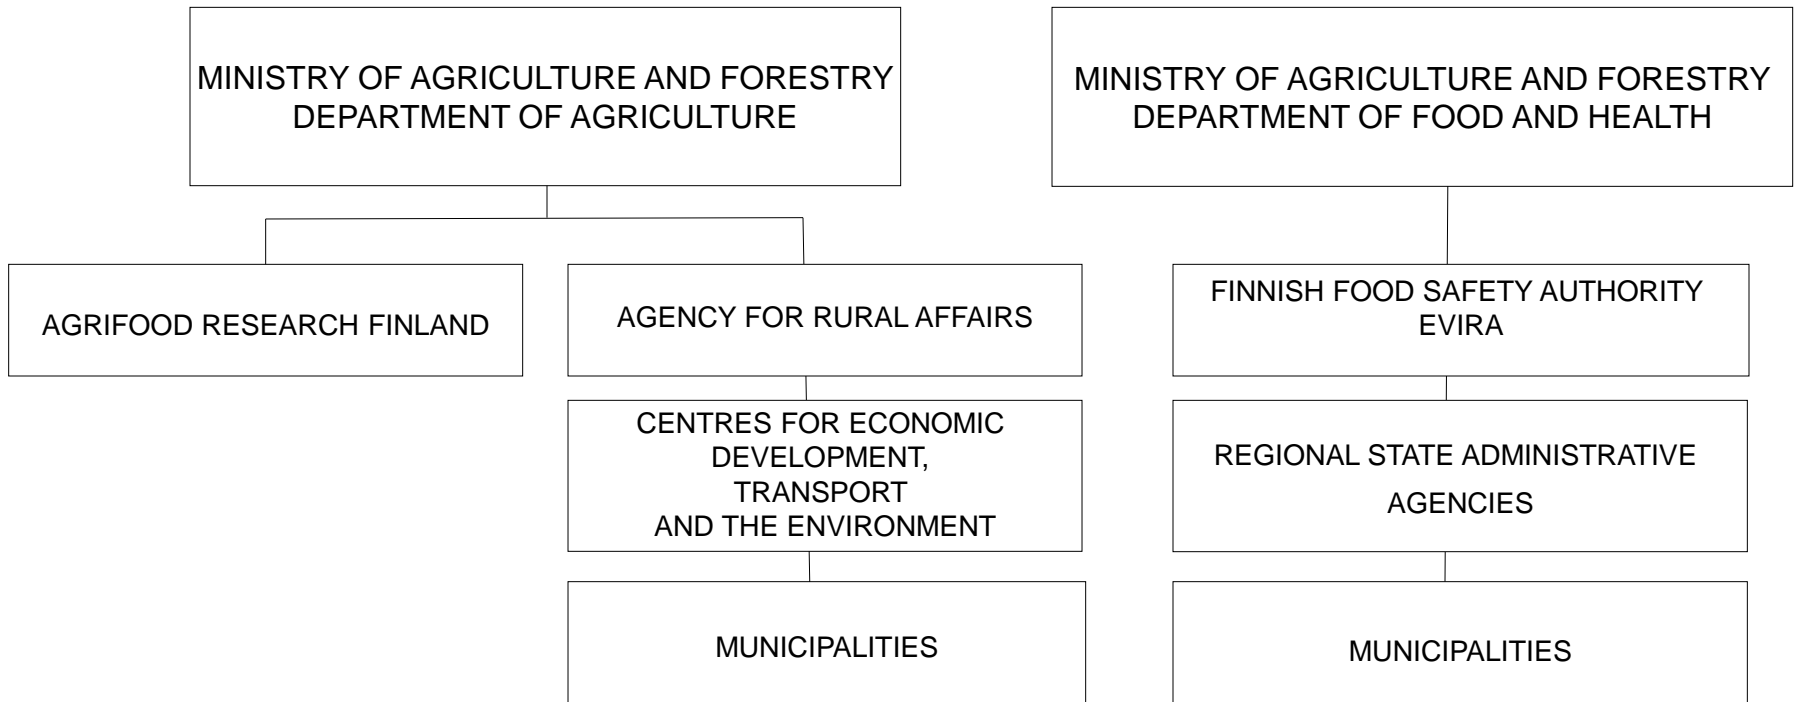 MINISTRY OF AGRICULTURE AND FORESTRY
DEPARTMENT OF AGRICULTURE
MINISTRY OF AGRICULTURE AND FORESTRY
DEPARTMENT OF FOOD AND HEALTH
AGRIFOOD RESEARCH FINLAND
AGENCY FOR RURAL AFFAIRS
FINNISH FOOD SAFETY AUTHORITY
EVIRA
CENTRES FOR ECONOMIC
DEVELOPMENT,
TRANSPORT
AND THE ENVIRONMENT
REGIONAL STATE ADMINISTRATIVE
AGENCIES
MUNICIPALITIES
MUNICIPALITIES